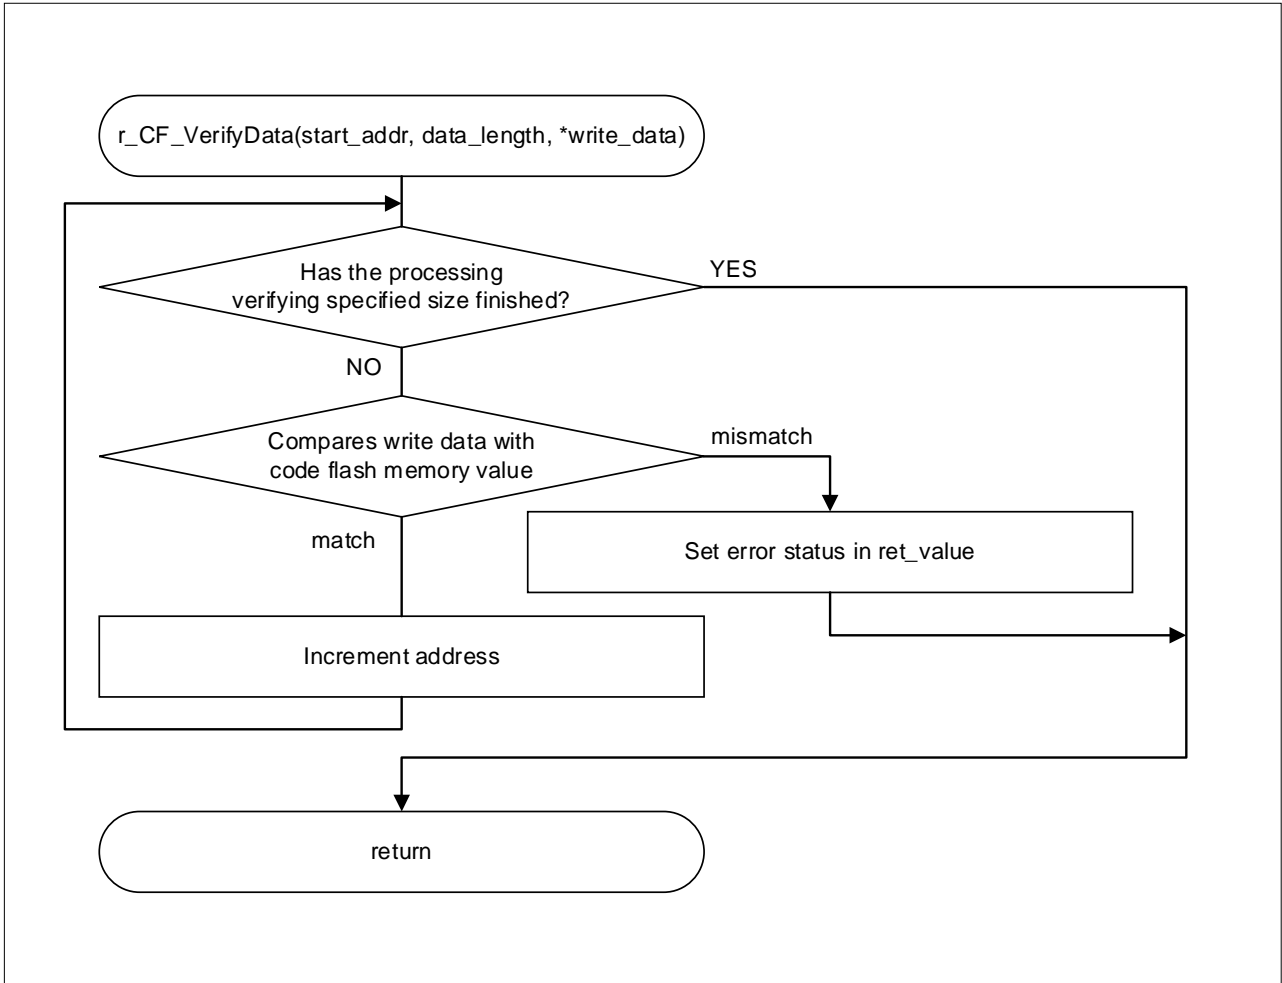 r_CF_VerifyData(start_addr, data_length, *write_data)
Has the processing
verifying specified size finished?
YES
NO
Compares write data with
code flash memory value
mismatch
match
Set error status in ret_value
Increment address
return